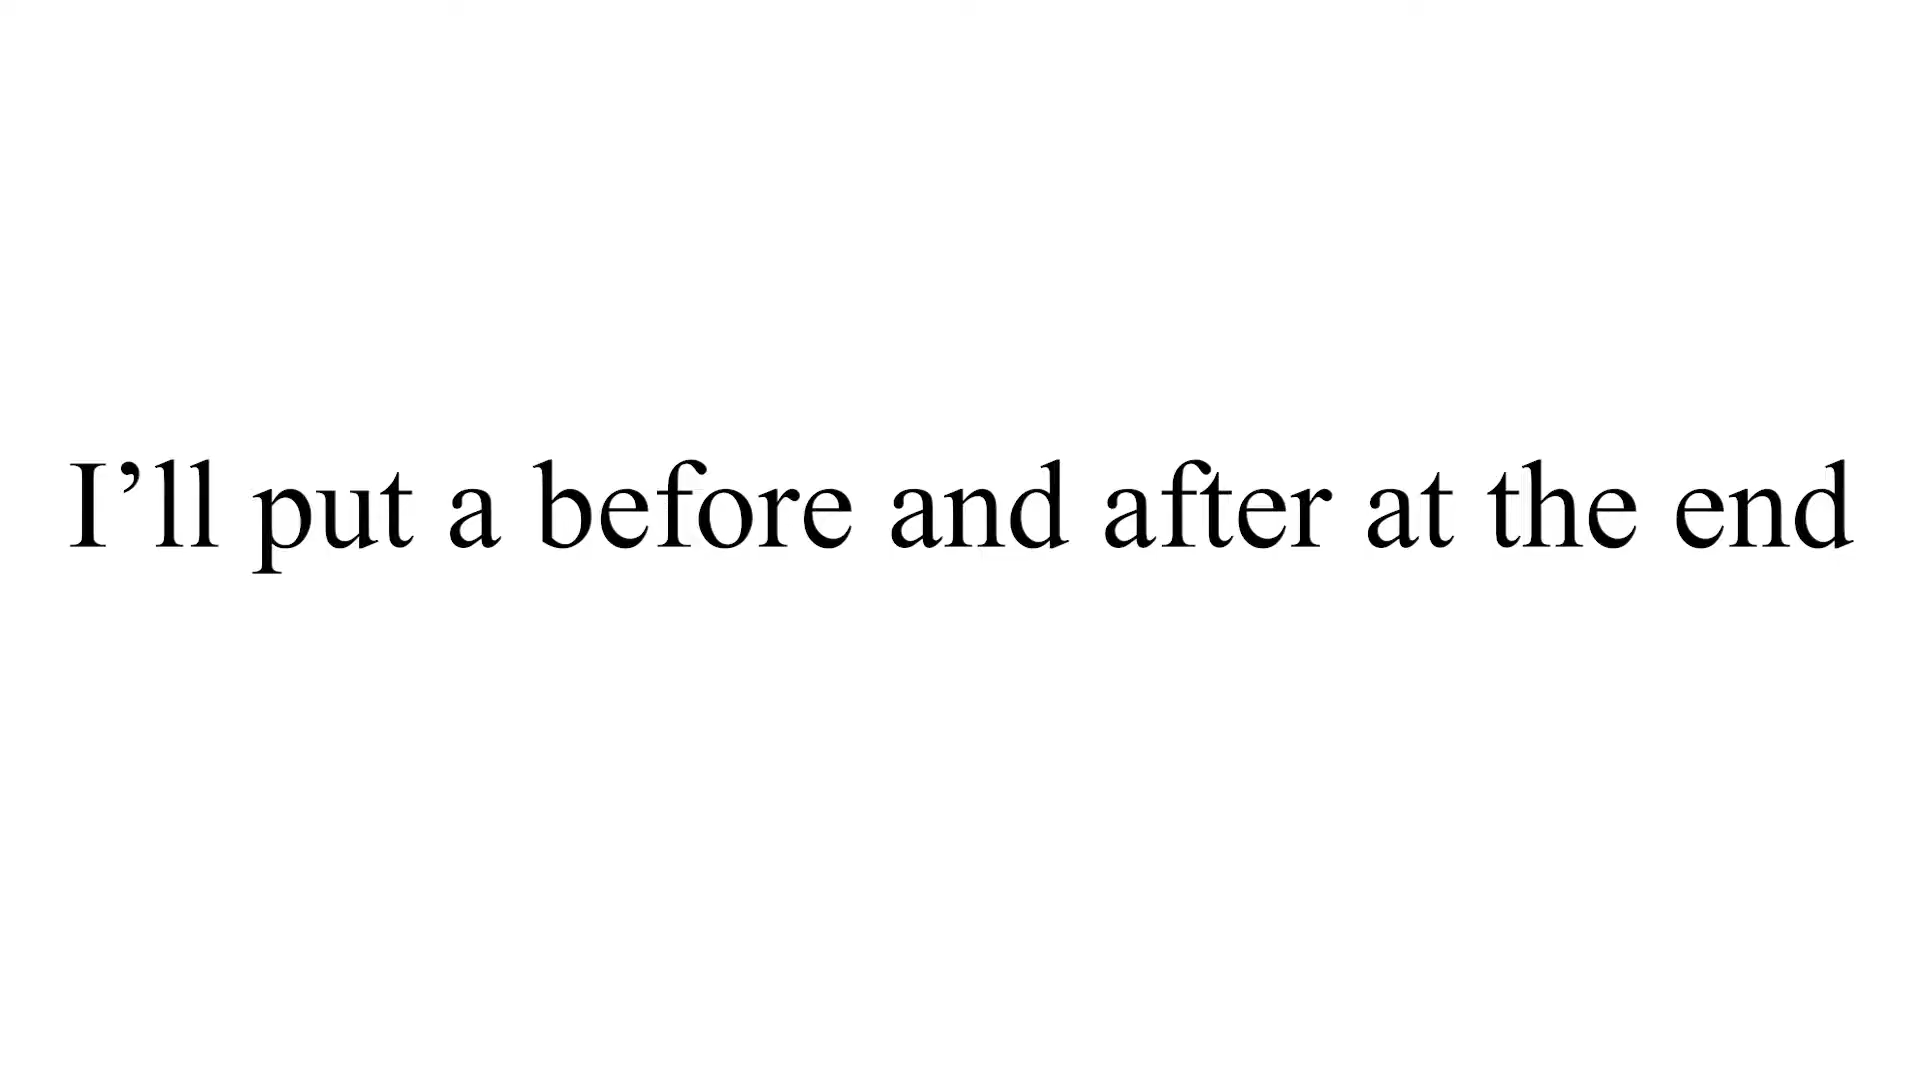 I’ll put a before and after at the end